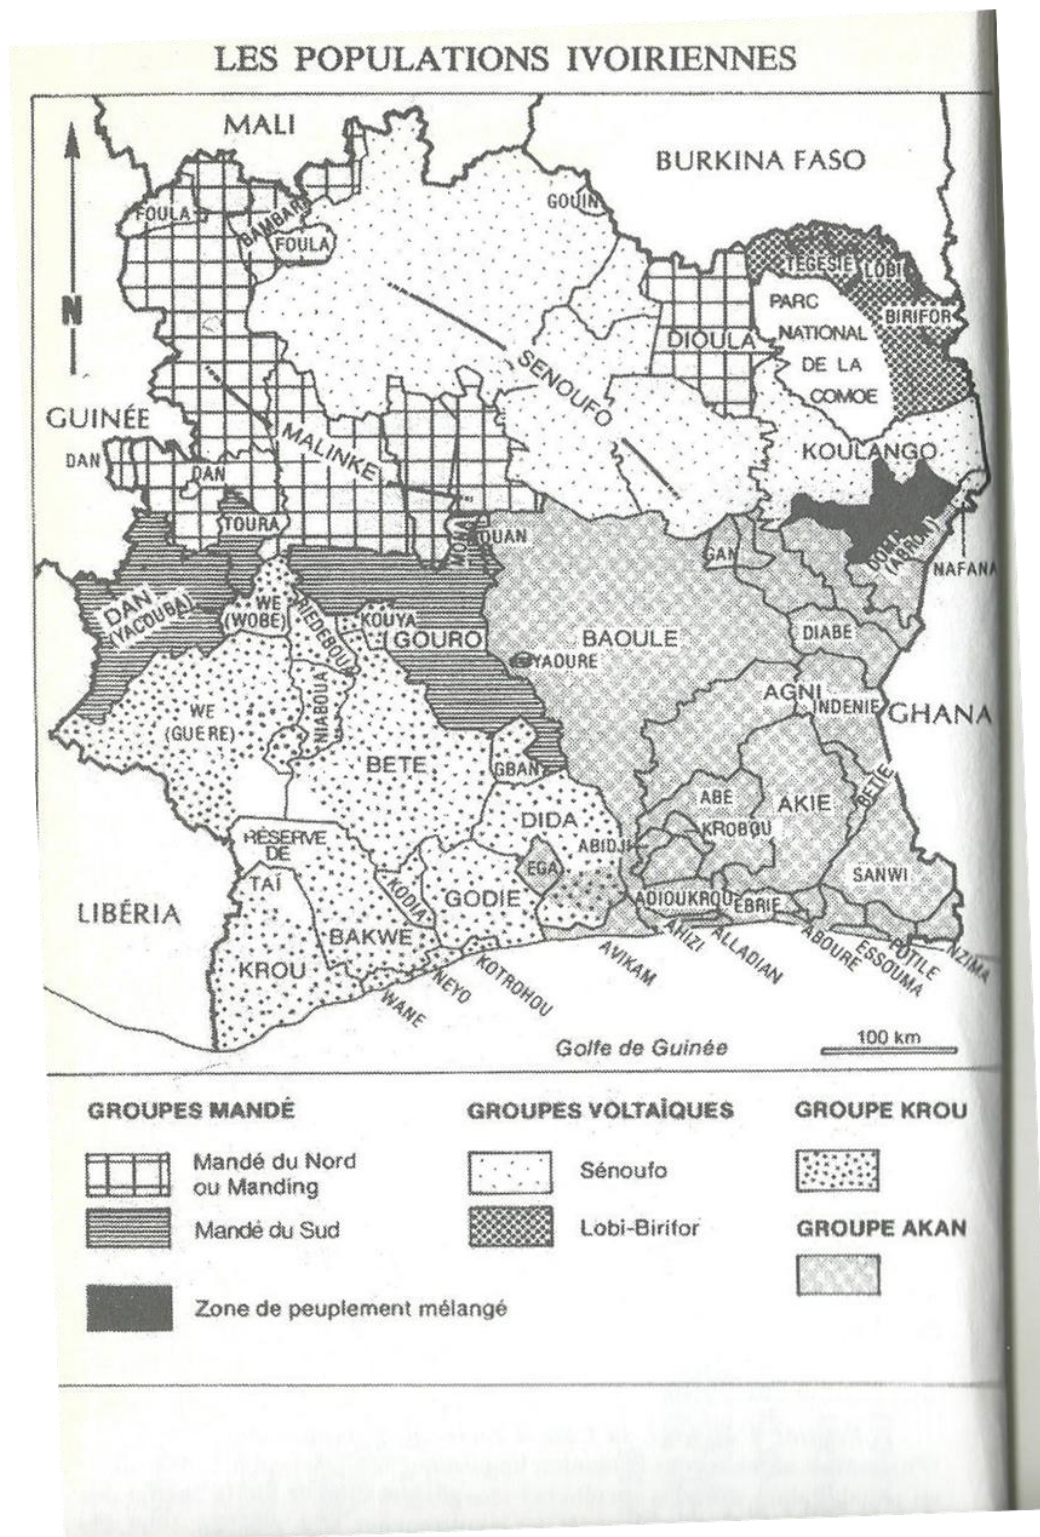 LES POPULATIONS IVOIRIENNES
MALI
BURKINA FASO
GOUIN
FOULA
BAMBARA
FOULA
TEGESIE
LOBI
BIRIFOR
PARC
NATIONAL
DE LA
COMOE
N
DIOULA
SENOUFO
GUINÉE
MALINKE
KOULANGO
DAN
DAN
TOURA
MONA
OUAN
GAN
DOMA
(ABRON)
NAFANA
DAN
(YACOUBA)
WE
(WOBE)
KOUYA
GOURO
BAOULE
DIABE
YAOURE
NIABOUA
WE
(GUERE)
AGNI
INDENIE
GHANA
BETE
GBAN
BETIE
ABE
AKIE
DIDA
KROBOU
ABIDJI
RÉSERVE
DE
TAÏ
EGA
SANWI
KODIA
GODIE
ADIOUKROU
EBRIE
LIBÉRIA
BAKWE
KROU
AVIKAM
AHIZI
ALLADIAN
ABOURE
ESSOUMA
EOTILE
NZIMA
WANE
NEYO
KOTROHOU
Golfe de Guinée
100 km
GROUPES MANDÉ
Mandé du Nord
ou Manding
Mandé du Sud
Zone de peuplement mélangé
GROUPES VOLTAÏQUES
Sénoufo
Lobi-Birifor
GROUPE KROU
GROUPE AKAN